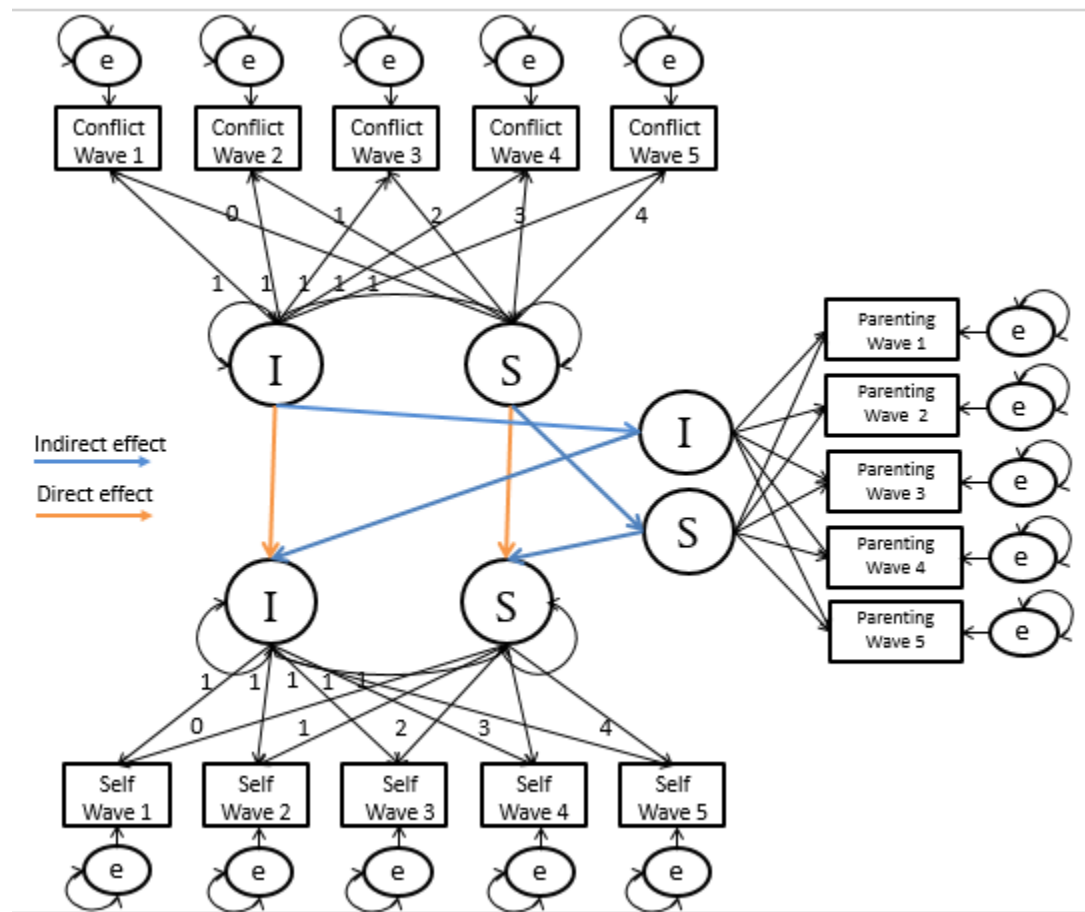 e e e e e
Conflict Conflict Conflict Conflict Conflict
Wave 1 Wave 2 Wave 3 Wave 4 Wave 5
0 1 2 3 4
1 1 1 1 1
I S
Parenting
Wave 1
e
Parenting
Wave 2
e
Parenting
Wave 3
e
Parenting
Wave 4
e
Parenting
Wave 5
e
I
S
Indirect effect
Direct effect
I S
1 1 1 1 1
0 1 2 3 4
Self Self Self Self Self
Wave 1 Wave 2 Wave 3 Wave 4 Wave 5
e e e e e